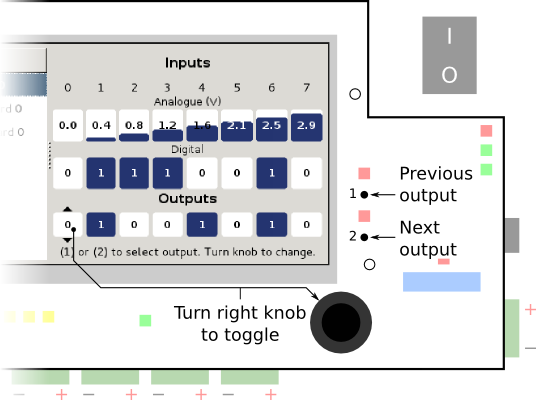 I
O
Inputs
0 1 2 3 4 5 6 7
Analogue (V)
0.0 0.4 0.8 1.2 1.6 2.1 2.5 2.9
Digital
0 1 1 1 0 0 1 0
Outputs
0 1 0 0 1 0 1 0
(1) or (2) to select output. Turn knob to change.
rd 0
ord 0
1
Previous
output
2
Next
output
Turn right knob
to toggle
+
−
− + − + − + − +